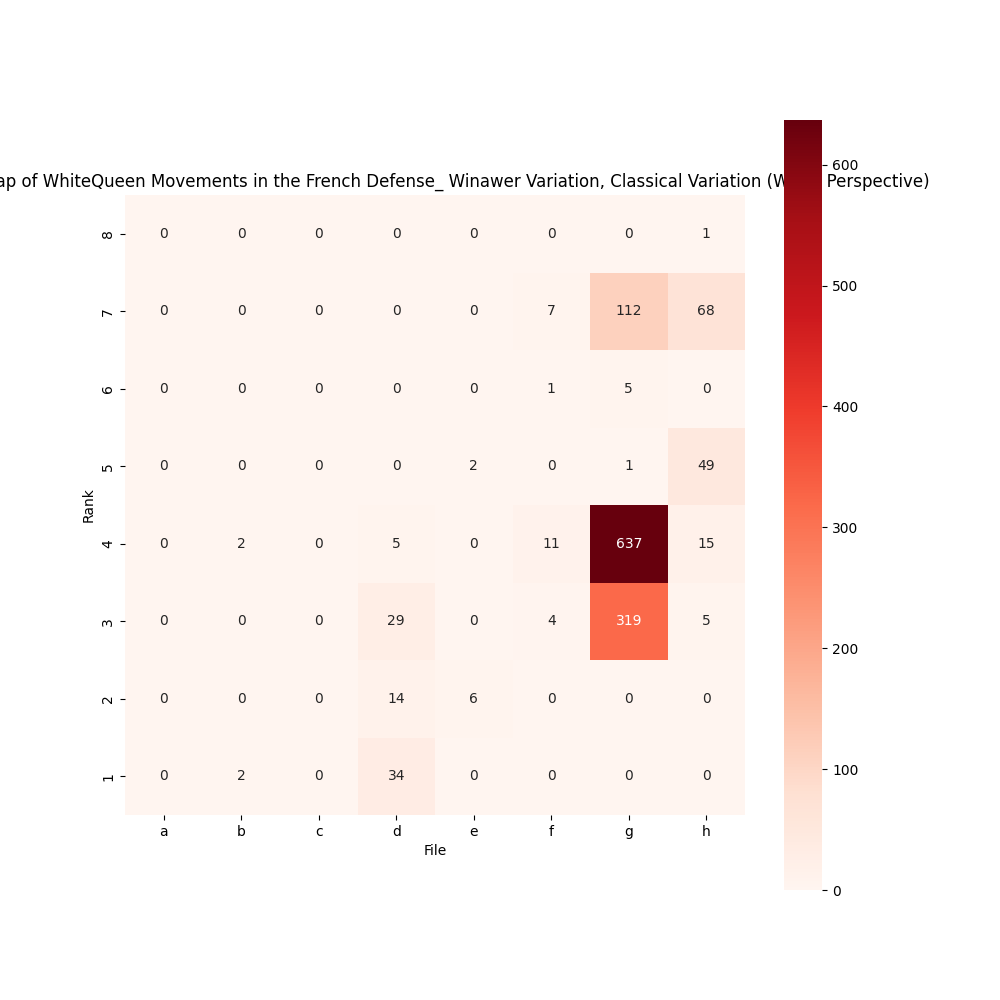 ap of WhiteQueen Movements in the French Defense_ Winawer Variation, Classical Variation (W Perspective)
600
8 0 0 0 0 0 0 0 1
7 0 0 0 0 0 7 112 68
500
6 0 0 0 0 0 1 5 0
400
5 0 0 0 0 2 0 1 49
Rank
300
4 0 2 0 5 0 11 637 15
3 0 0 0 29 0 4 319 5
200
2 0 0 0 14 6 0 0 0
100
1 0 2 0 34 0 0 0 0
a b c d e f g h
File
0